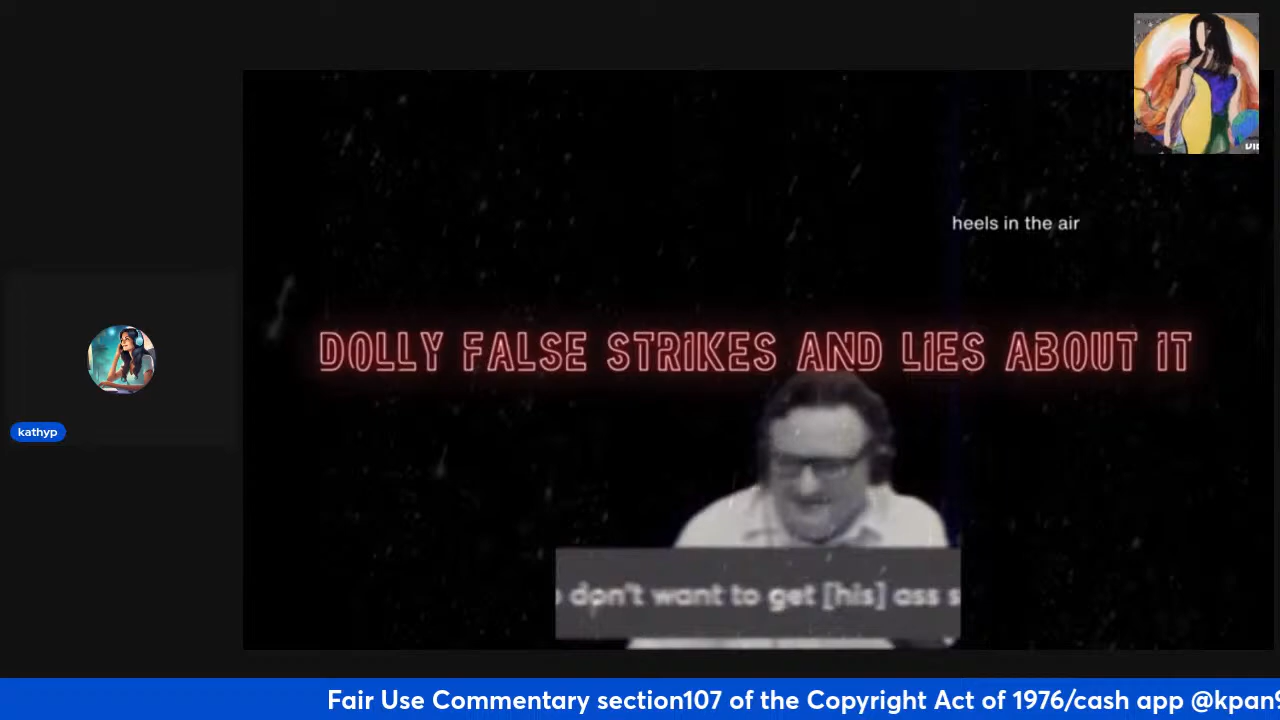 heels in the air
DOLLY FALSE STRIKES AND LIES ABOUT IT
kathyp
don't want to get [his] ass s
Fair Use Commentary section107 of the Copyright Act of 1976/cash app @kpan9